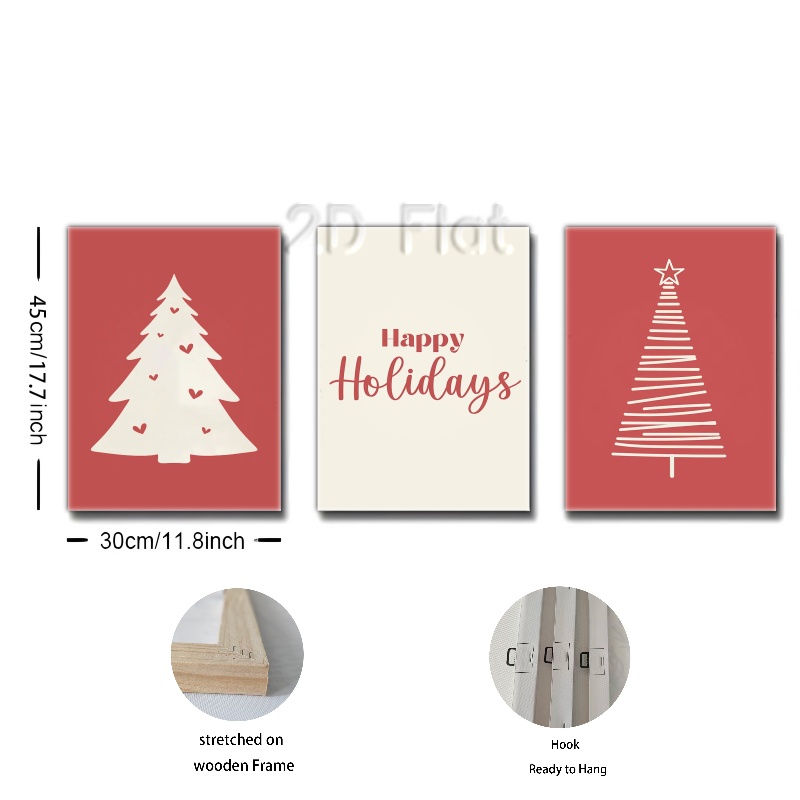 2D Flat
Happy
Holidays
45cm/17.7inch
30cm/11.8inch
stretched on
wooden Frame
Hook
Ready to Hang